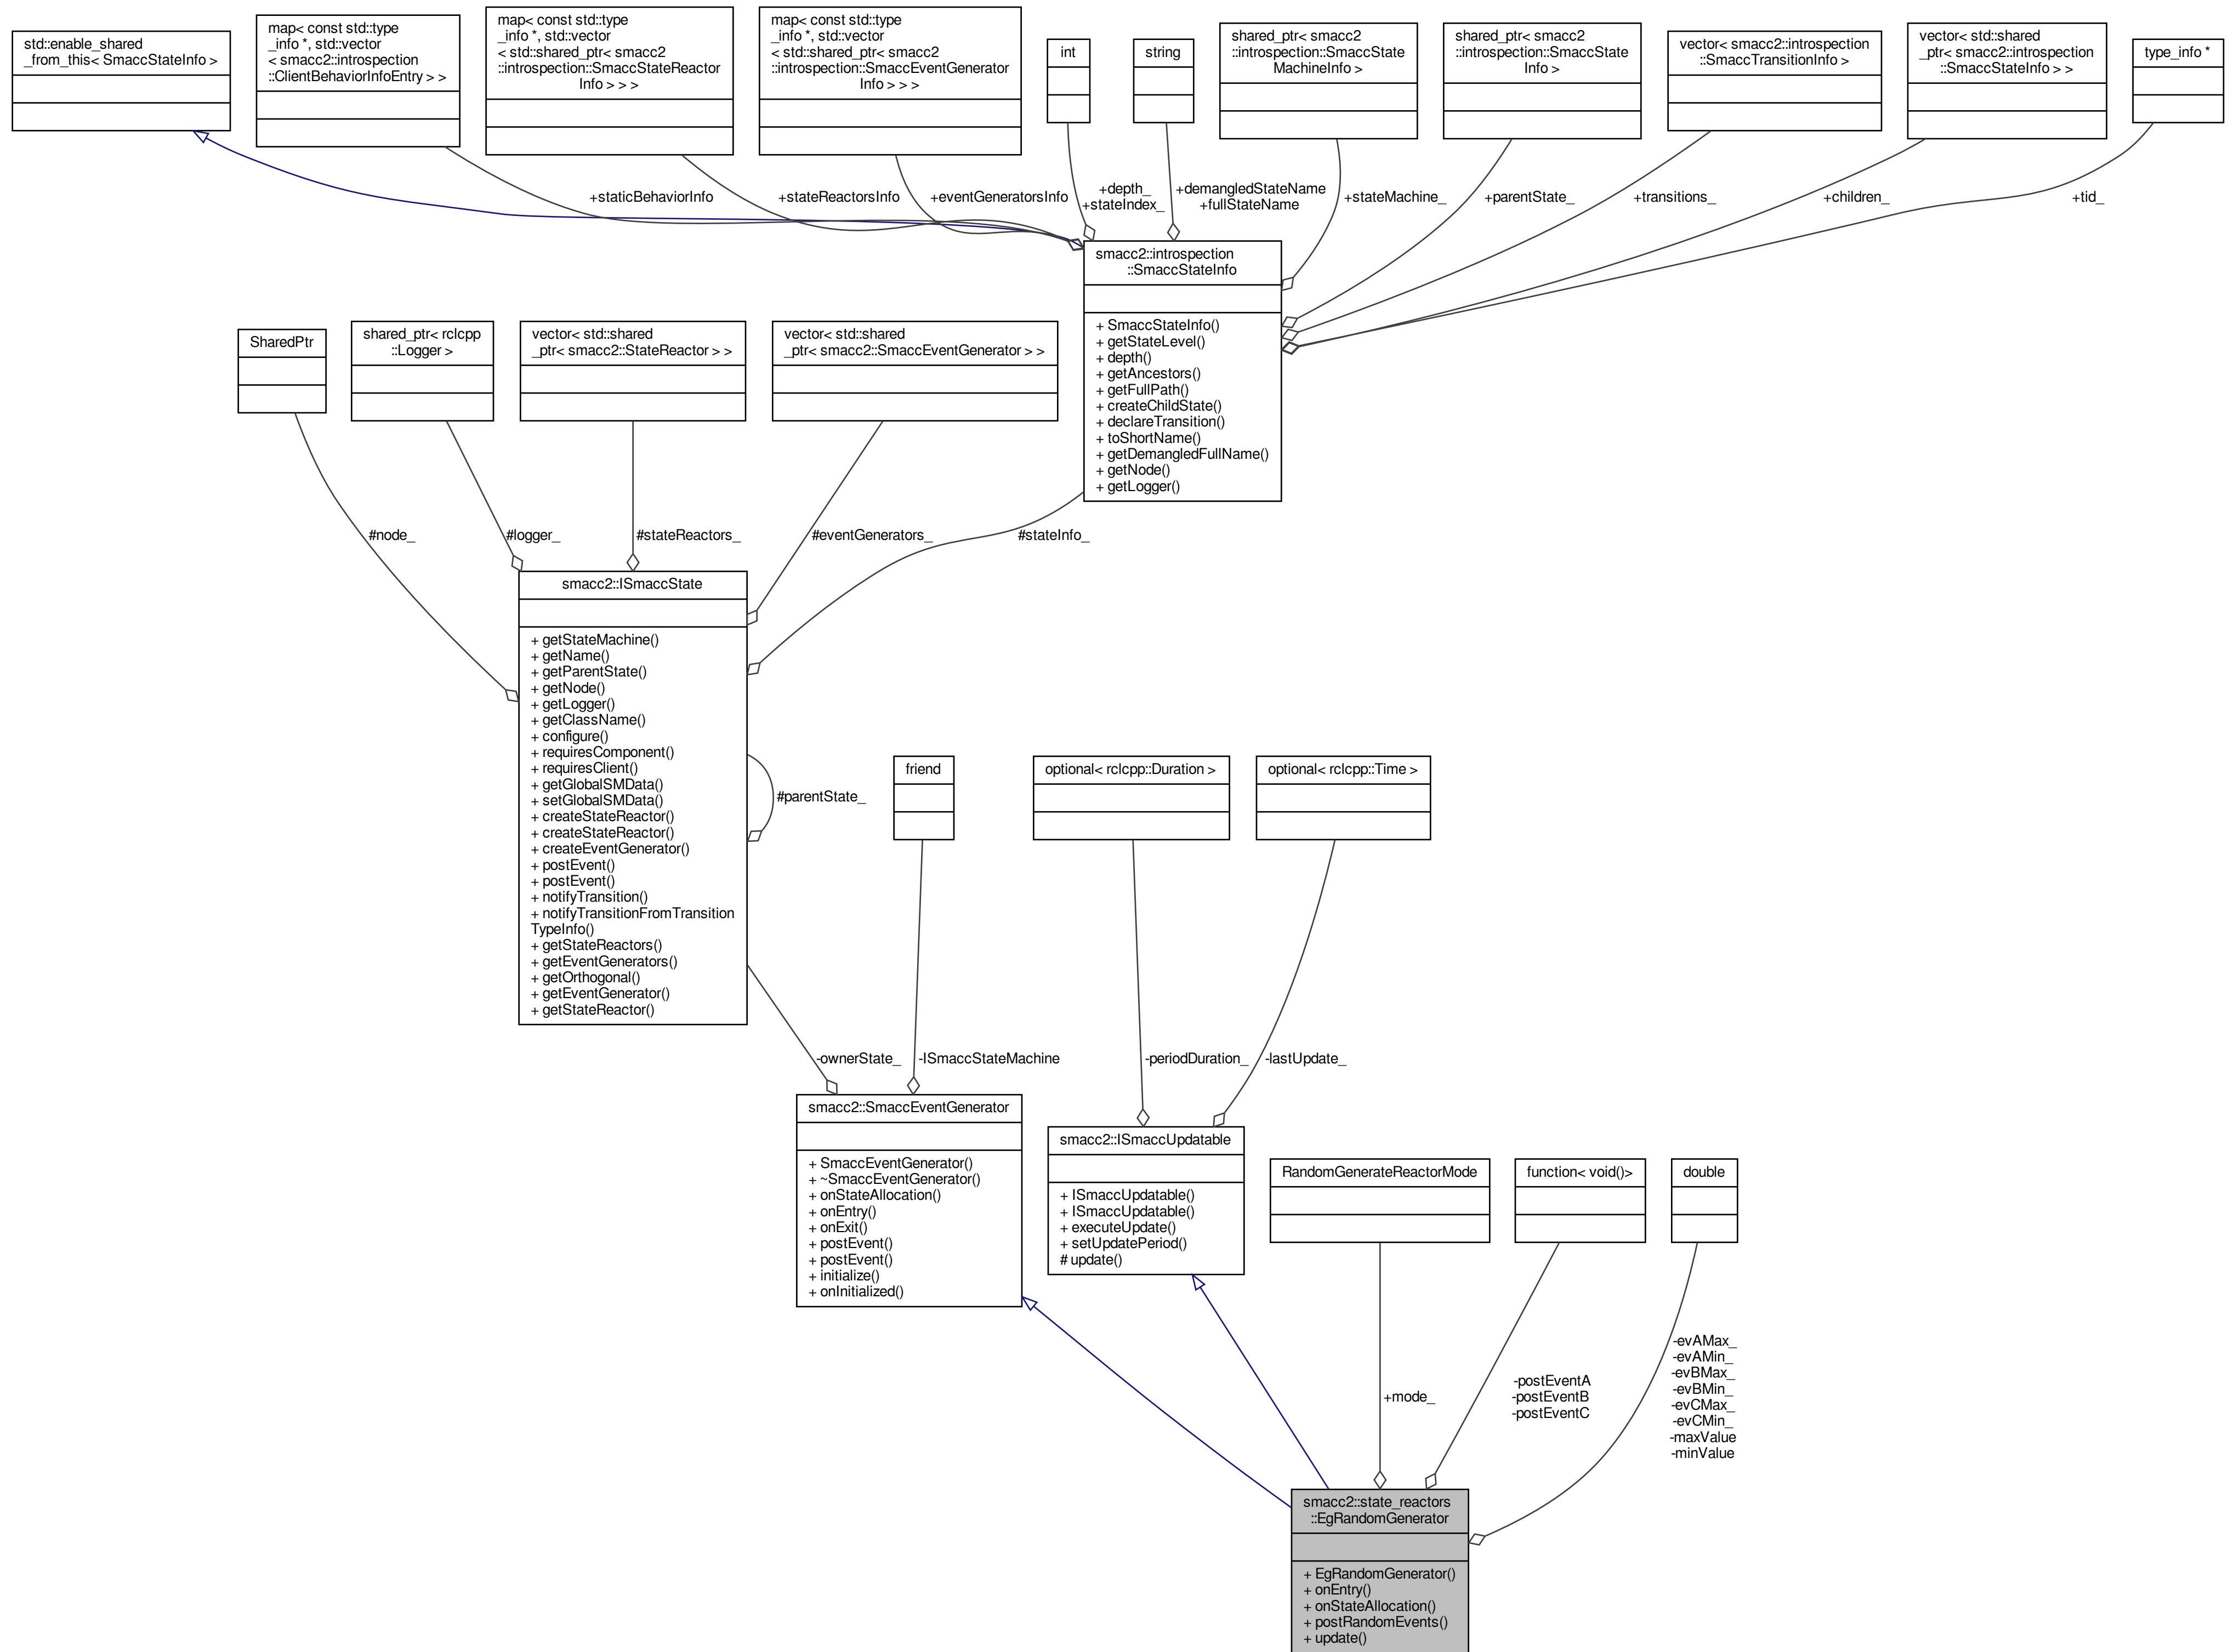 std::enable_shared
_from_this< SmaccStateInfo >
map< const std::type
_info *, std::vector
< smacc2::introspection
::ClientBehaviorInfoEntry > >
map< const std::type
_info *, std::vector
< std::shared_ptr< smacc2
::introspection::SmaccStateReactor
Info > > >
map< const std::type
_info *, std::vector
< std::shared_ptr< smacc2
::introspection::SmaccEventGenerator
Info > > >
int
string
shared_ptr< smacc2
::introspection::SmaccState
MachineInfo >
shared_ptr< smacc2
::introspection::SmaccState
Info >
vector< smacc2::introspection
::SmaccTransitionInfo >
vector< std::shared
_ptr< smacc2::introspection
::SmaccStateInfo > >
type_info *
+staticBehaviorInfo
+stateReactorsInfo
+eventGeneratorsInfo
+depth_
+stateIndex_
+demangledStateName
+fullStateName
+stateMachine_
+parentState_
+transitions_
+children_
+tid_
smacc2::introspection
::SmaccStateInfo
+ SmaccStateInfo()
+ getStateLevel()
+ depth()
+ getAncestors()
+ getFullPath()
+ createChildState()
+ declareTransition()
+ toShortName()
+ getDemangledFullName()
+ getNode()
+ getLogger()
SharedPtr
shared_ptr< rclcpp
::Logger >
vector< std::shared
_ptr< smacc2::StateReactor > >
vector< std::shared
_ptr< smacc2::SmaccEventGenerator > >
#node_
#logger_
#stateReactors_
#eventGenerators_
#stateInfo_
smacc2::ISmaccState
+ getStateMachine()
+ getName()
+ getParentState()
+ getNode()
+ getLogger()
+ getClassName()
+ configure()
+ requiresComponent()
+ requiresClient()
+ getGlobalSMData()
+ setGlobalSMData()
+ createStateReactor()
+ createStateReactor()
+ createEventGenerator()
+ postEvent()
+ postEvent()
+ notifyTransition()
+ notifyTransitionFromTransition
TypeInfo()
+ getStateReactors()
+ getEventGenerators()
+ getOrthogonal()
+ getEventGenerator()
+ getStateReactor()
#parentState_
friend
optional< rclcpp::Duration >
optional< rclcpp::Time >
-ownerState_
-ISmaccStateMachine
-periodDuration_
-lastUpdate_
smacc2::SmaccEventGenerator
+ SmaccEventGenerator()
+ ~SmaccEventGenerator()
+ onStateAllocation()
+ onEntry()
+ onExit()
+ postEvent()
+ postEvent()
+ initialize()
+ onInitialized()
smacc2::ISmaccUpdatable
+ ISmaccUpdatable()
+ ISmaccUpdatable()
+ executeUpdate()
+ setUpdatePeriod()
# update()
RandomGenerateReactorMode
function< void()>
double
+mode_
-postEventA
-postEventB
-postEventC
-evAMax_
-evAMin_
-evBMax_
-evBMin_
-evCMax_
-evCMin_
-maxValue
-minValue
smacc2::state_reactors
::EgRandomGenerator
+ EgRandomGenerator()
+ onEntry()
+ onStateAllocation()
+ postRandomEvents()
+ update()